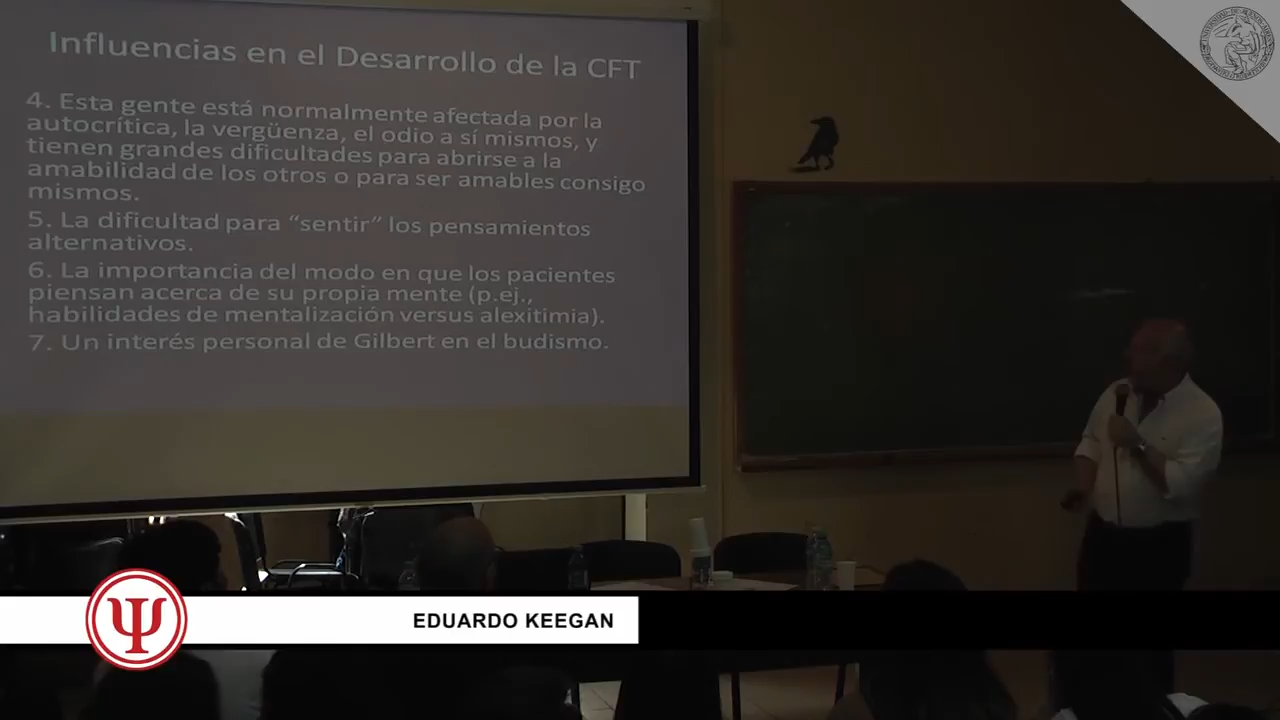 Influencias en el Desarrollo de la CFT
4. Esta gente está normalmente afectada por la
autocrítica, la vergüenza, el odio a sí mismos, y
tienen grandes dificultades para abrirse a la
amabilidad de los otros o para ser amables consigo
mismos.
5. La dificultad para “sentir” los pensamientos
alternativos.
6. La importancia del modo en que los pacientes
piensan acerca de su propia mente (p.ej.,
habilidades de mentalización versus alexitimia).
7. Un interés personal de Gilbert en el budismo.
Ψ
EDUARDO KEEGAN